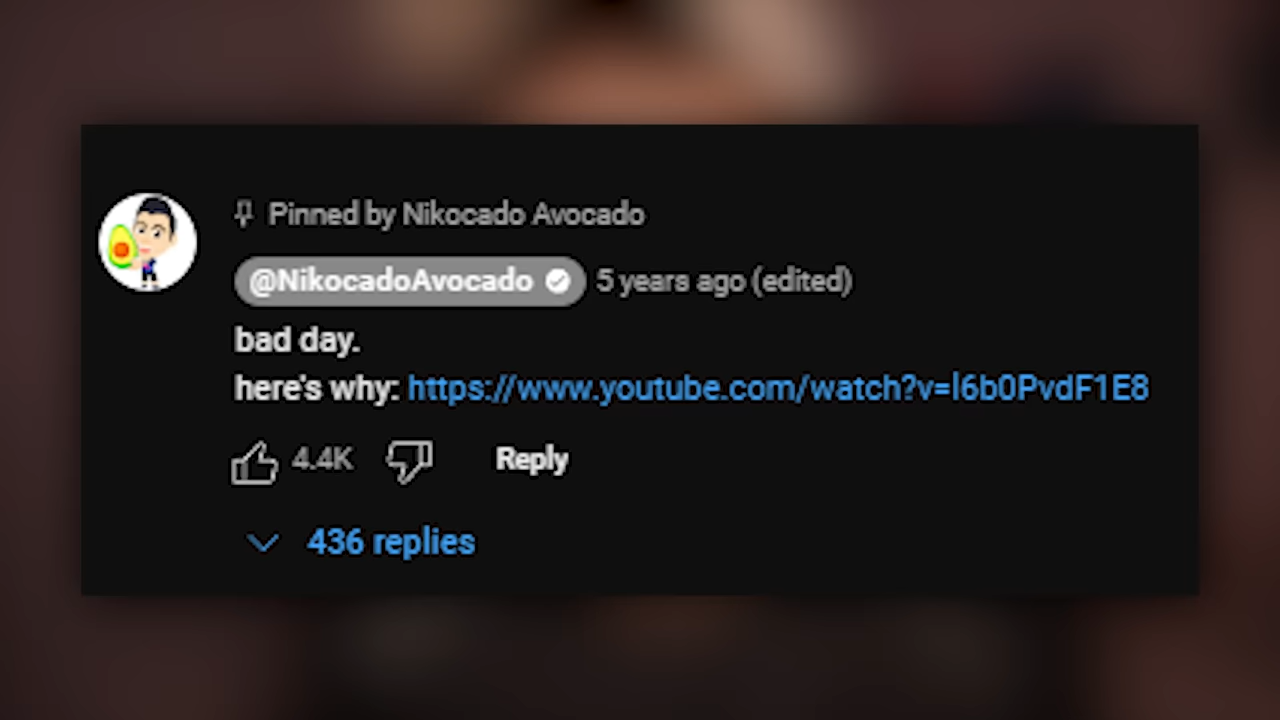 Pinned by Nikocado Avocado
@NikocadoAvocado 5 years ago (edited)
bad day.
here's why: https://www.youtube.com/watch?v=l6b0PvdF1E8
4.4K Reply
436 replies